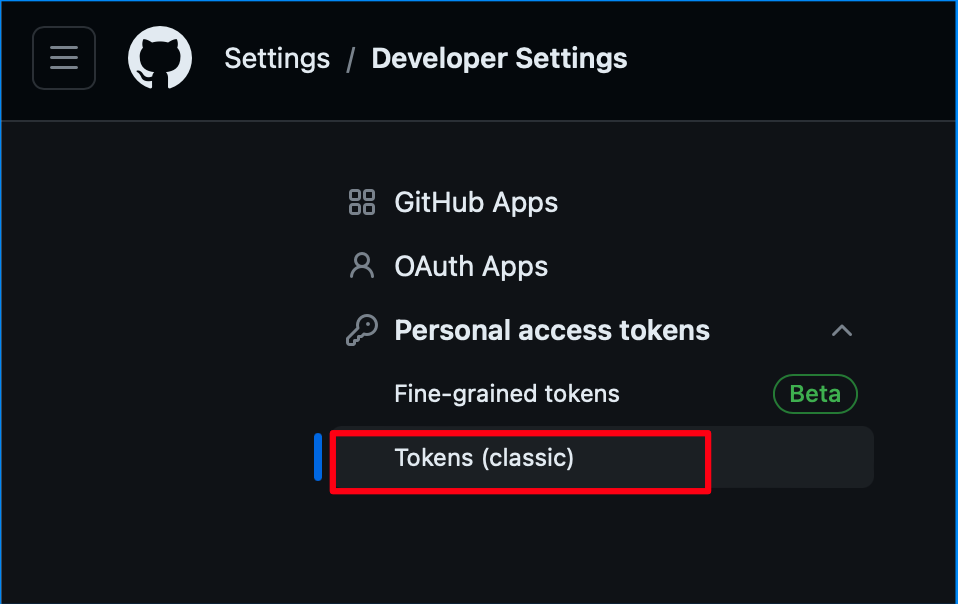 Settings / Developer Settings
GitHub Apps
OAuth Apps
Personal access tokens
Fine-grained tokens Beta
Tokens (classic)